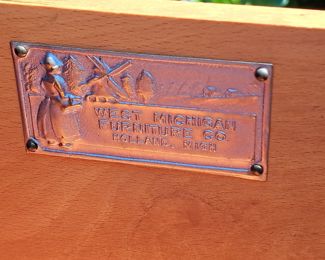 WEST MICHIGAN
FURNITURE CO.
HOLLAND, MICH